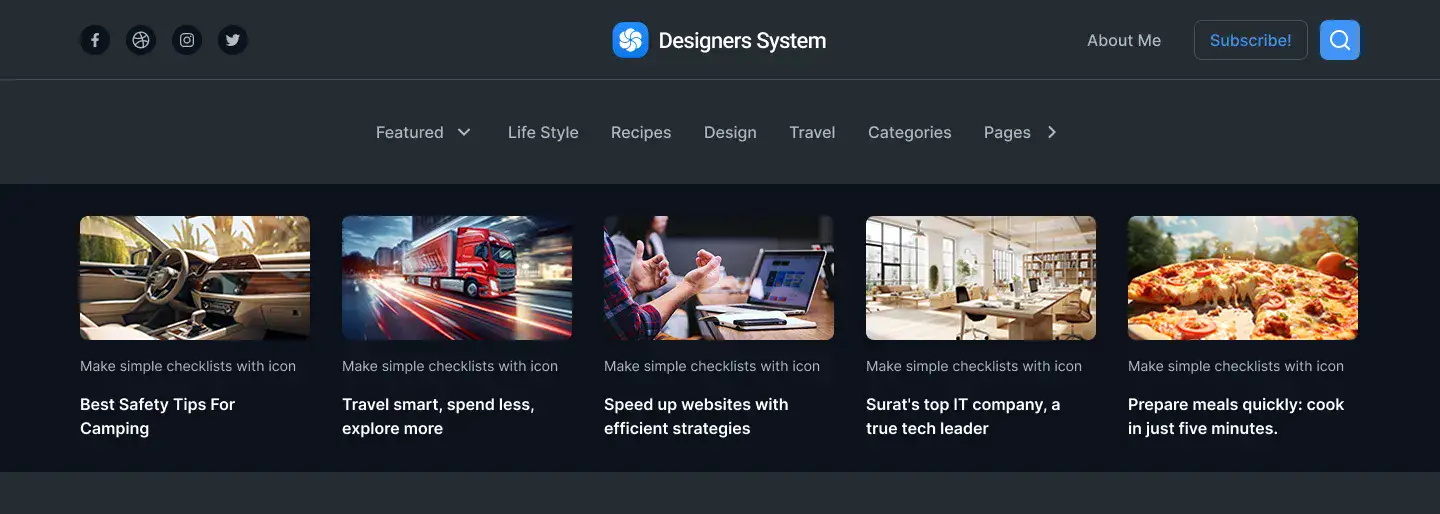 Designers System
About Me
Subscribe!
Featured
Life Style
Recipes
Design
Travel
Categories
Pages
Make simple checklists with icon
Best Safety Tips For
Camping
Make simple checklists with icon
Travel smart, spend less,
explore more
Make simple checklists with icon
Speed up websites with
efficient strategies
Make simple checklists with icon
Surat's top IT company, a
true tech leader
Make simple checklists with icon
Prepare meals quickly: cook
in just five minutes.